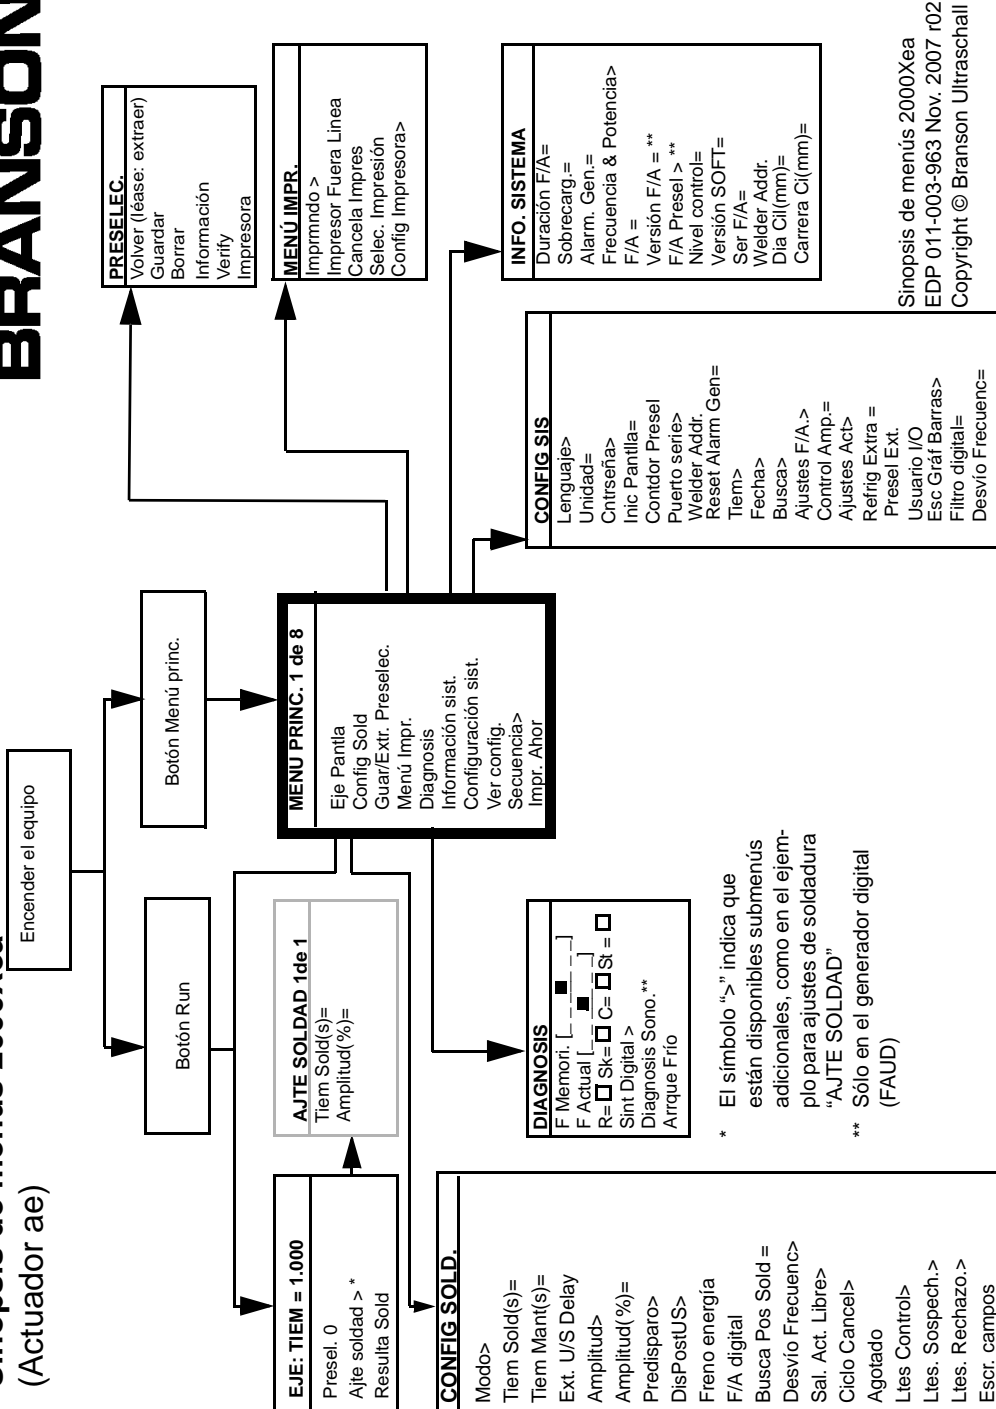 BRANSON
(Actuador ae)
Encender el equipo
Botón Run
Botón Menú princ.
EJE: TIEM = 1.000
Presel. 0
Ajte soldad > *
Resulta Sold
AJTE SOLDAD 1de 1
Tiem Sold(s)=
Amplitud(%)=
MENU PRINC. 1 de 8
Eje Pantla
Config Sold
Guar/Extr. Preselec.
Menú Impr.
Diagnosis
Información sist.
Configuración sist.
Ver config.
Secuencia>
Impr. Ahor
PRESELEC.
Volver (léase: extraer)
Guardar
Borrar
Información
Verify
Impresora
MENÚ IMPR.
Inprmndo >
Impresor Fuera Linea
Cancela Impres
Selec. Impresión
Config Impresora>
INFO. SISTEMA
Duración F/A=
Sobrecarg.=
Alarm. Gen.=
Frecuencia & Potencia>
F/A =
Versión F/A = **
F/A Presel > **
Nivel control=
Versión SOFT=
Ser F/A=
Welder Addr.
Dia Cil(mm)=
Carrera Ci(mm)=
CONFIG SIS
Lenguaje>
Unidad=
Cntrseña>
Inic Pantlla=
Contdor Presel
Puerto serie>
Welder Addr.
Reset Alarm Gen=
Tiem>
Fecha>
Busca>
Ajustes F/A.>
Control Amp.=
Ajustes Act>
Refrig Extra =
Presel Ext.
Usuario I/O
Esc Gráf Barras>
Filtro digital=
Desvío Frecuenc=
DIAGNOSIS
F Memori. [_ _ ■ _ _]
F Actual [_ _ ■ _ _]
R= □ Sk= □ C= □ St = □
Sint Digital >
Diagnosis Sono.**
Arrque Frío
CONFIG SOLD.
Modo>
Tiem Sold(s)=
Tiem Mant(s)=
Ext. U/S Delay
Amplitud>
Amplitud(%)=
Predisparo>
DisPostUS>
Freno energía
F/A digital
Busca Pos Sold =
Desvío Frecuenc>
Sal. Act. Libre>
Ciclo Cancel>
Agotado
Ltes Control>
Ltes. Sospech.>
Ltes. Rechazo.>
Escr. campos
* El símbolo “>” indica que
están disponibles submenús
adicionales, como en el ejem-
plo para ajustes de soldadura
“AJTE SOLDAD”
** Sólo en el generador digital
(FAUD)
Sinopsis de menús 2000Xea
EDP 011-003-963 Nov. 2007 r02
Copyright © Branson Ultraschall